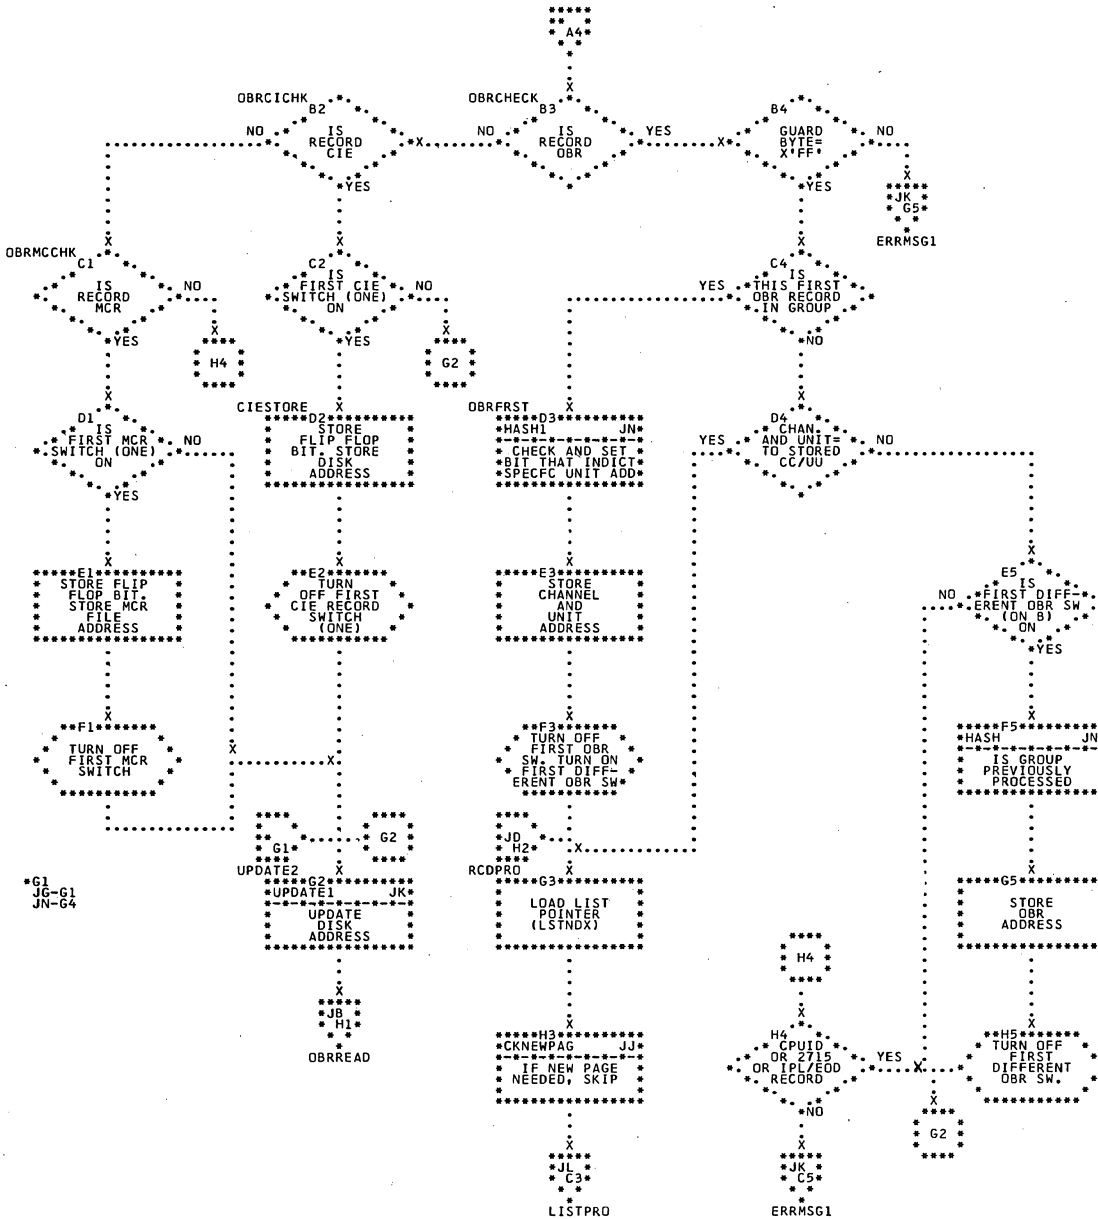 A4
OBRCICHK
B2
IS
RECORD
CIE
NO
YES
OBRCHECK
B3
IS
RECORD
OBR
NO
YES
B4
GUARD
BYTE=
X'FF'
NO
YES
JK
G5
ERRMSG1
OBRMCCHK
C1
IS
RECORD
MCR
NO
YES
H4
C2
IS
FIRST CIE
SWITCH (ONE)
ON
NO
YES
G2
C4
IS
THIS FIRST
OBR RECORD
IN GROUP
YES
NO
D1
IS
FIRST MCR
SWITCH (ONE)
ON
NO
YES
CIESTORE
D2
STORE
FLIP FLOP
BIT. STORE
DISK
ADDRESS
OBRFRST
D3
HASH1 JN
CHECK AND SET
BIT THAT INDICT
SPECFC UNIT ADD
D4
CHAN.
AND UNIT=
TO STORED
CC/UU
YES
NO
E1
STORE FLIP
FLOP BIT.
STORE MCR
FILE
ADDRESS
E2
TURN
OFF FIRST
CIE RECORD
SWITCH
(ONE)
E3
STORE
CHANNEL
AND
UNIT
ADDRESS
E5
IS
FIRST DIFF-
ERENT OBR SW
(ON B)
ON
NO
YES
F1
TURN OFF
FIRST MCR
SWITCH
F3
TURN OFF
FIRST OBR
SW. TURN ON
FIRST DIFF-
ERENT OBR SW
F5
HASH JN
IS GROUP
PREVIOUSLY
PROCESSED
G1
G2
JD
H2
*G1
JG-G1
JN-G4
UPDATE2
G2
UPDATE1 JK
UPDATE
DISK
ADDRESS
RCDPRO
G3
LOAD LIST
POINTER
(LSTNDX)
G5
STORE
OBR
ADDRESS
H4
JB
H1
OBRREAD
H3
CKNEWPAG JJ
IF NEW PAGE
NEEDED, SKIP
H4
CPUID
OR 2715
OR IPL/EOD
RECORD
YES
NO
H5
TURN OFF
FIRST
DIFFERENT
OBR SW.
G2
JL
C3
LISTPRO
JK
C5
ERRMSG1